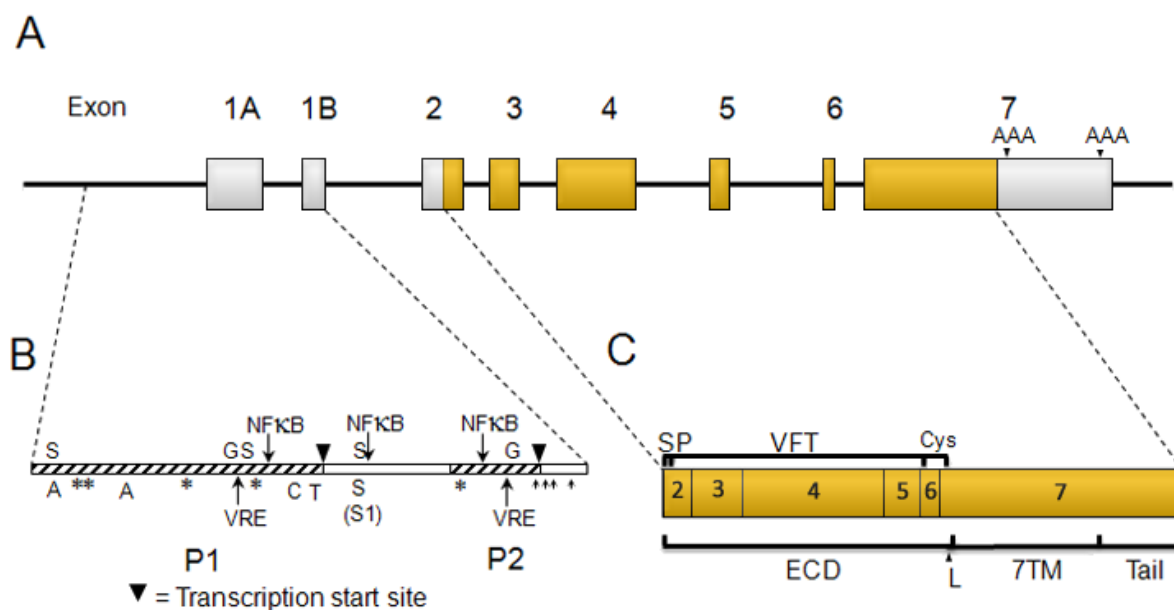 A
Exon 1A 1B 2 3 4 5 6 7
AAA AAA
B
NFκB NFκB NFκB
S GS S G
A ** A * * C T S * ↑↑↑ ↑
VRE (S1) VRE
P1 P2
▼ = Transcription start site
C
SP VFT Cys
2 3 4 5 6 7
ECD L 7TM Tail